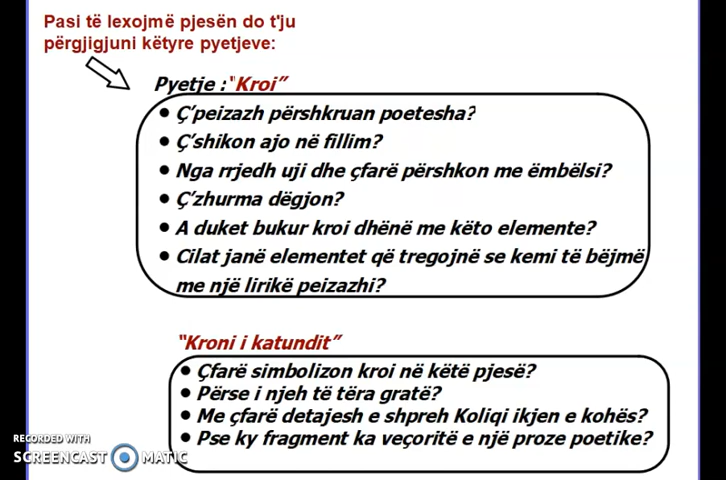 Pasi të lexojmë pjesën do t'ju
përgjigjuni këtyre pyetjeve:
Pyetje :"Kroi"
• Ç'peizazh përshkruan poetesha?
• Ç'shikon ajo në fillim?
• Nga rrjedh uji dhe çfarë përshkon me ëmbëlsi?
• Ç'zhurma dëgjon?
• A duket bukur kroi dhënë me këto elemente?
• Cilat janë elementet që tregojnë se kemi të bëjmë
me një lirikë peizazhi?
"Kroni i katundit"
• Çfarë simbolizon kroi në këtë pjesë?
• Përse i njeh të tëra gratë?
• Me çfarë detajesh e shpreh Koliqi ikjen e kohës?
• Pse ky fragment ka veçoritë e një proze poetike?
RECORDED WITH
SCREENCAST MATIC